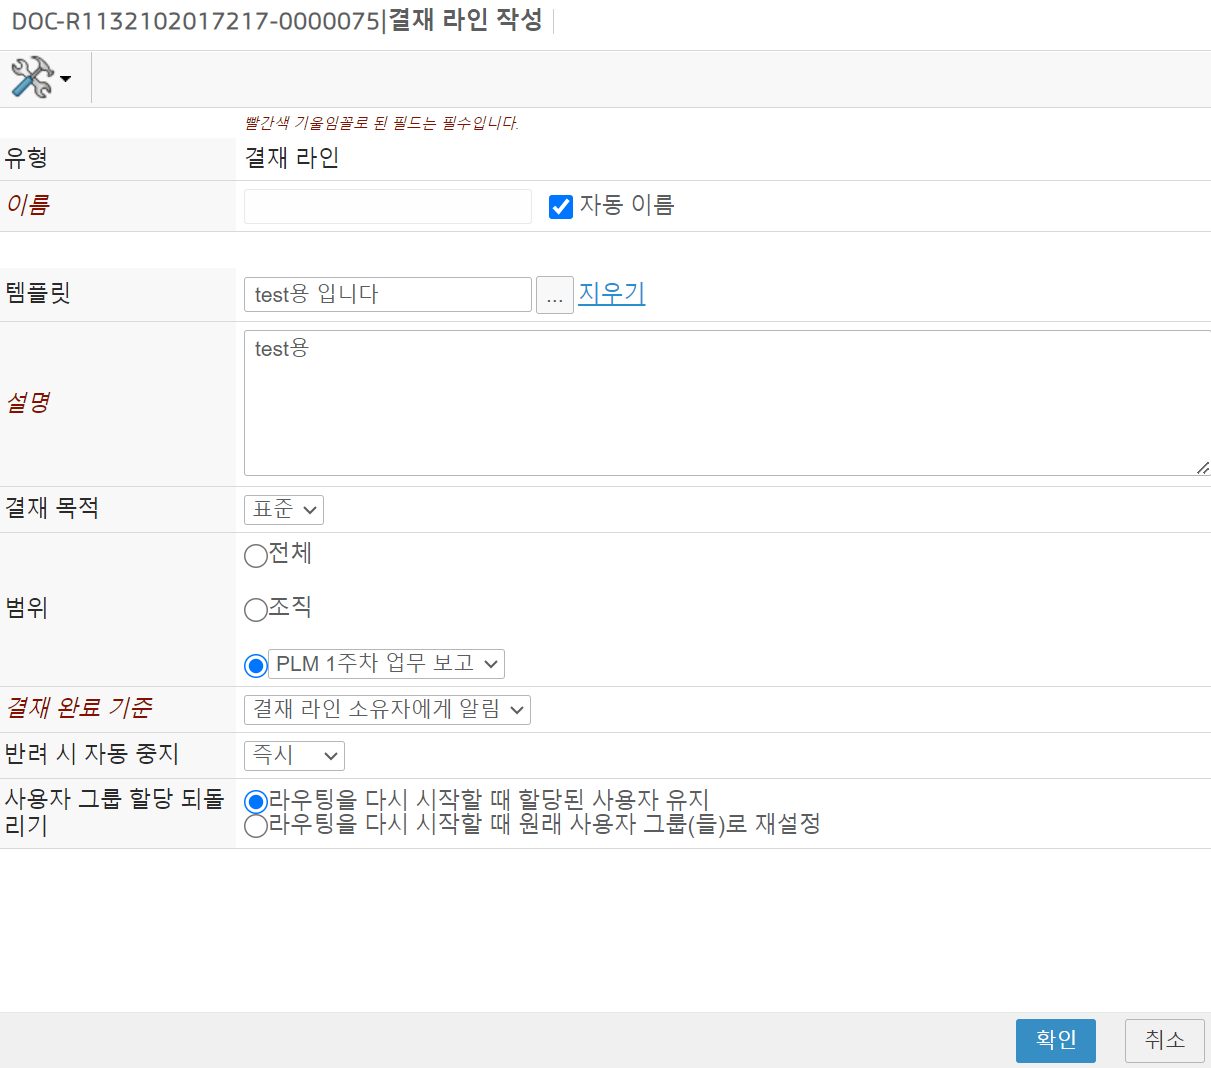 DOC-R1132102017217-0000075|결재 라인 작성
빨간색 기울임꼴로 된 필드는 필수입니다.
유형 결재 라인
이름 자동 이름
템플릿 test용 입니다 ... 지우기
설명 test용
결재 목적 표준
범위
전체
조직
PLM 1주차 업무 보고
결재 완료 기준 결재 라인 소유자에게 알림
반려 시 자동 중지 즉시
사용자 그룹 할당 되돌
리기
라우팅을 다시 시작할 때 할당된 사용자 유지
라우팅을 다시 시작할 때 원래 사용자 그룹(들)로 재설정
확인 취소